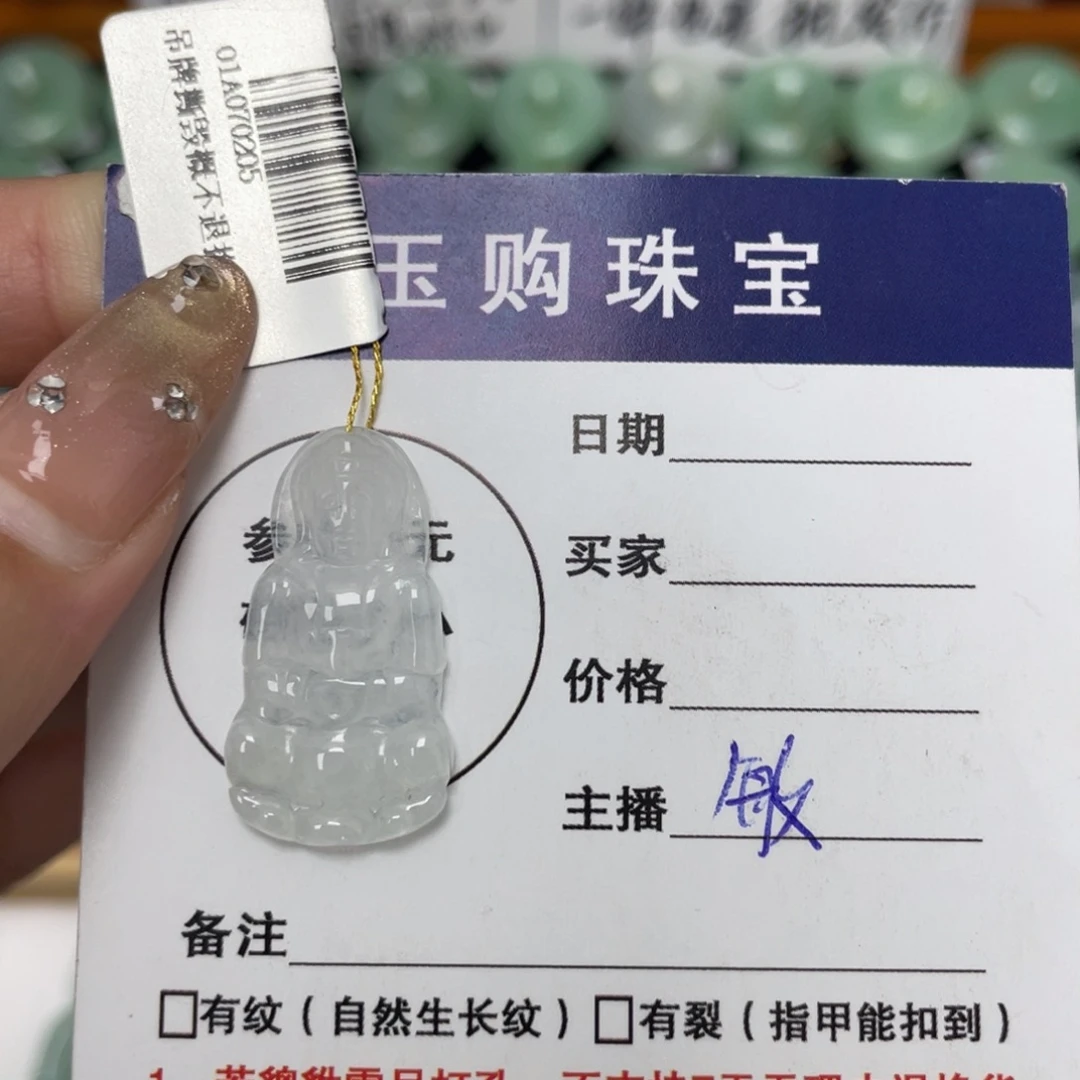 01A070205
吊牌撕毁概不退换
玉购珠宝
日期
买家
参 元
价格
主播 敏
备注
□有纹(自然生长纹) □有裂(指甲能扣到)